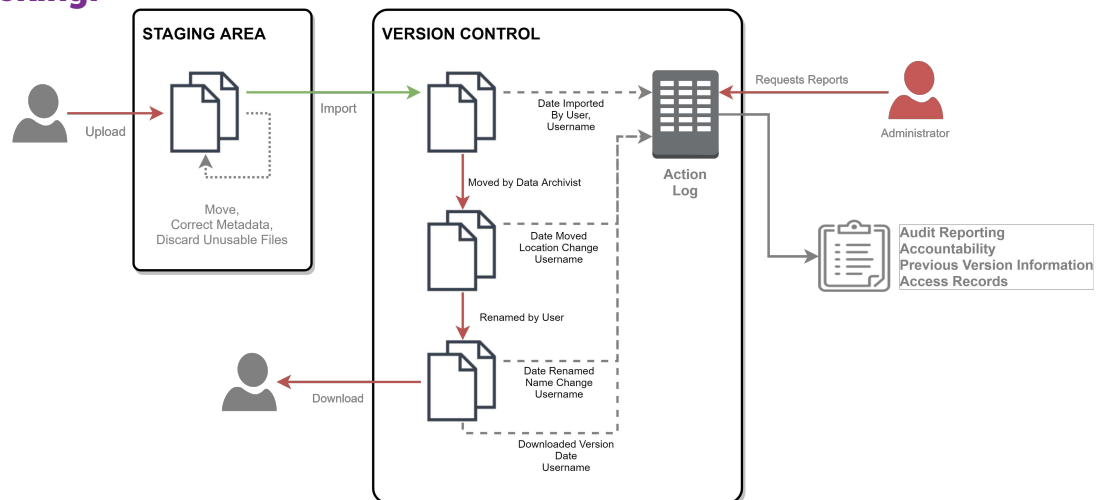 STAGING AREA
Upload
Move,
Correct Metadata,
Discard Unusable Files
Import
VERSION CONTROL
Date Imported
By User,
Username
Moved by Data Archivist
Date Moved
Location Change
Username
Renamed by User
Date Renamed
Name Change
Username
Download
Downloaded Version
Date
Username
Action
Log
Requests Reports
Administrator
Audit Reporting
Accountability
Previous Version Information
Access Records